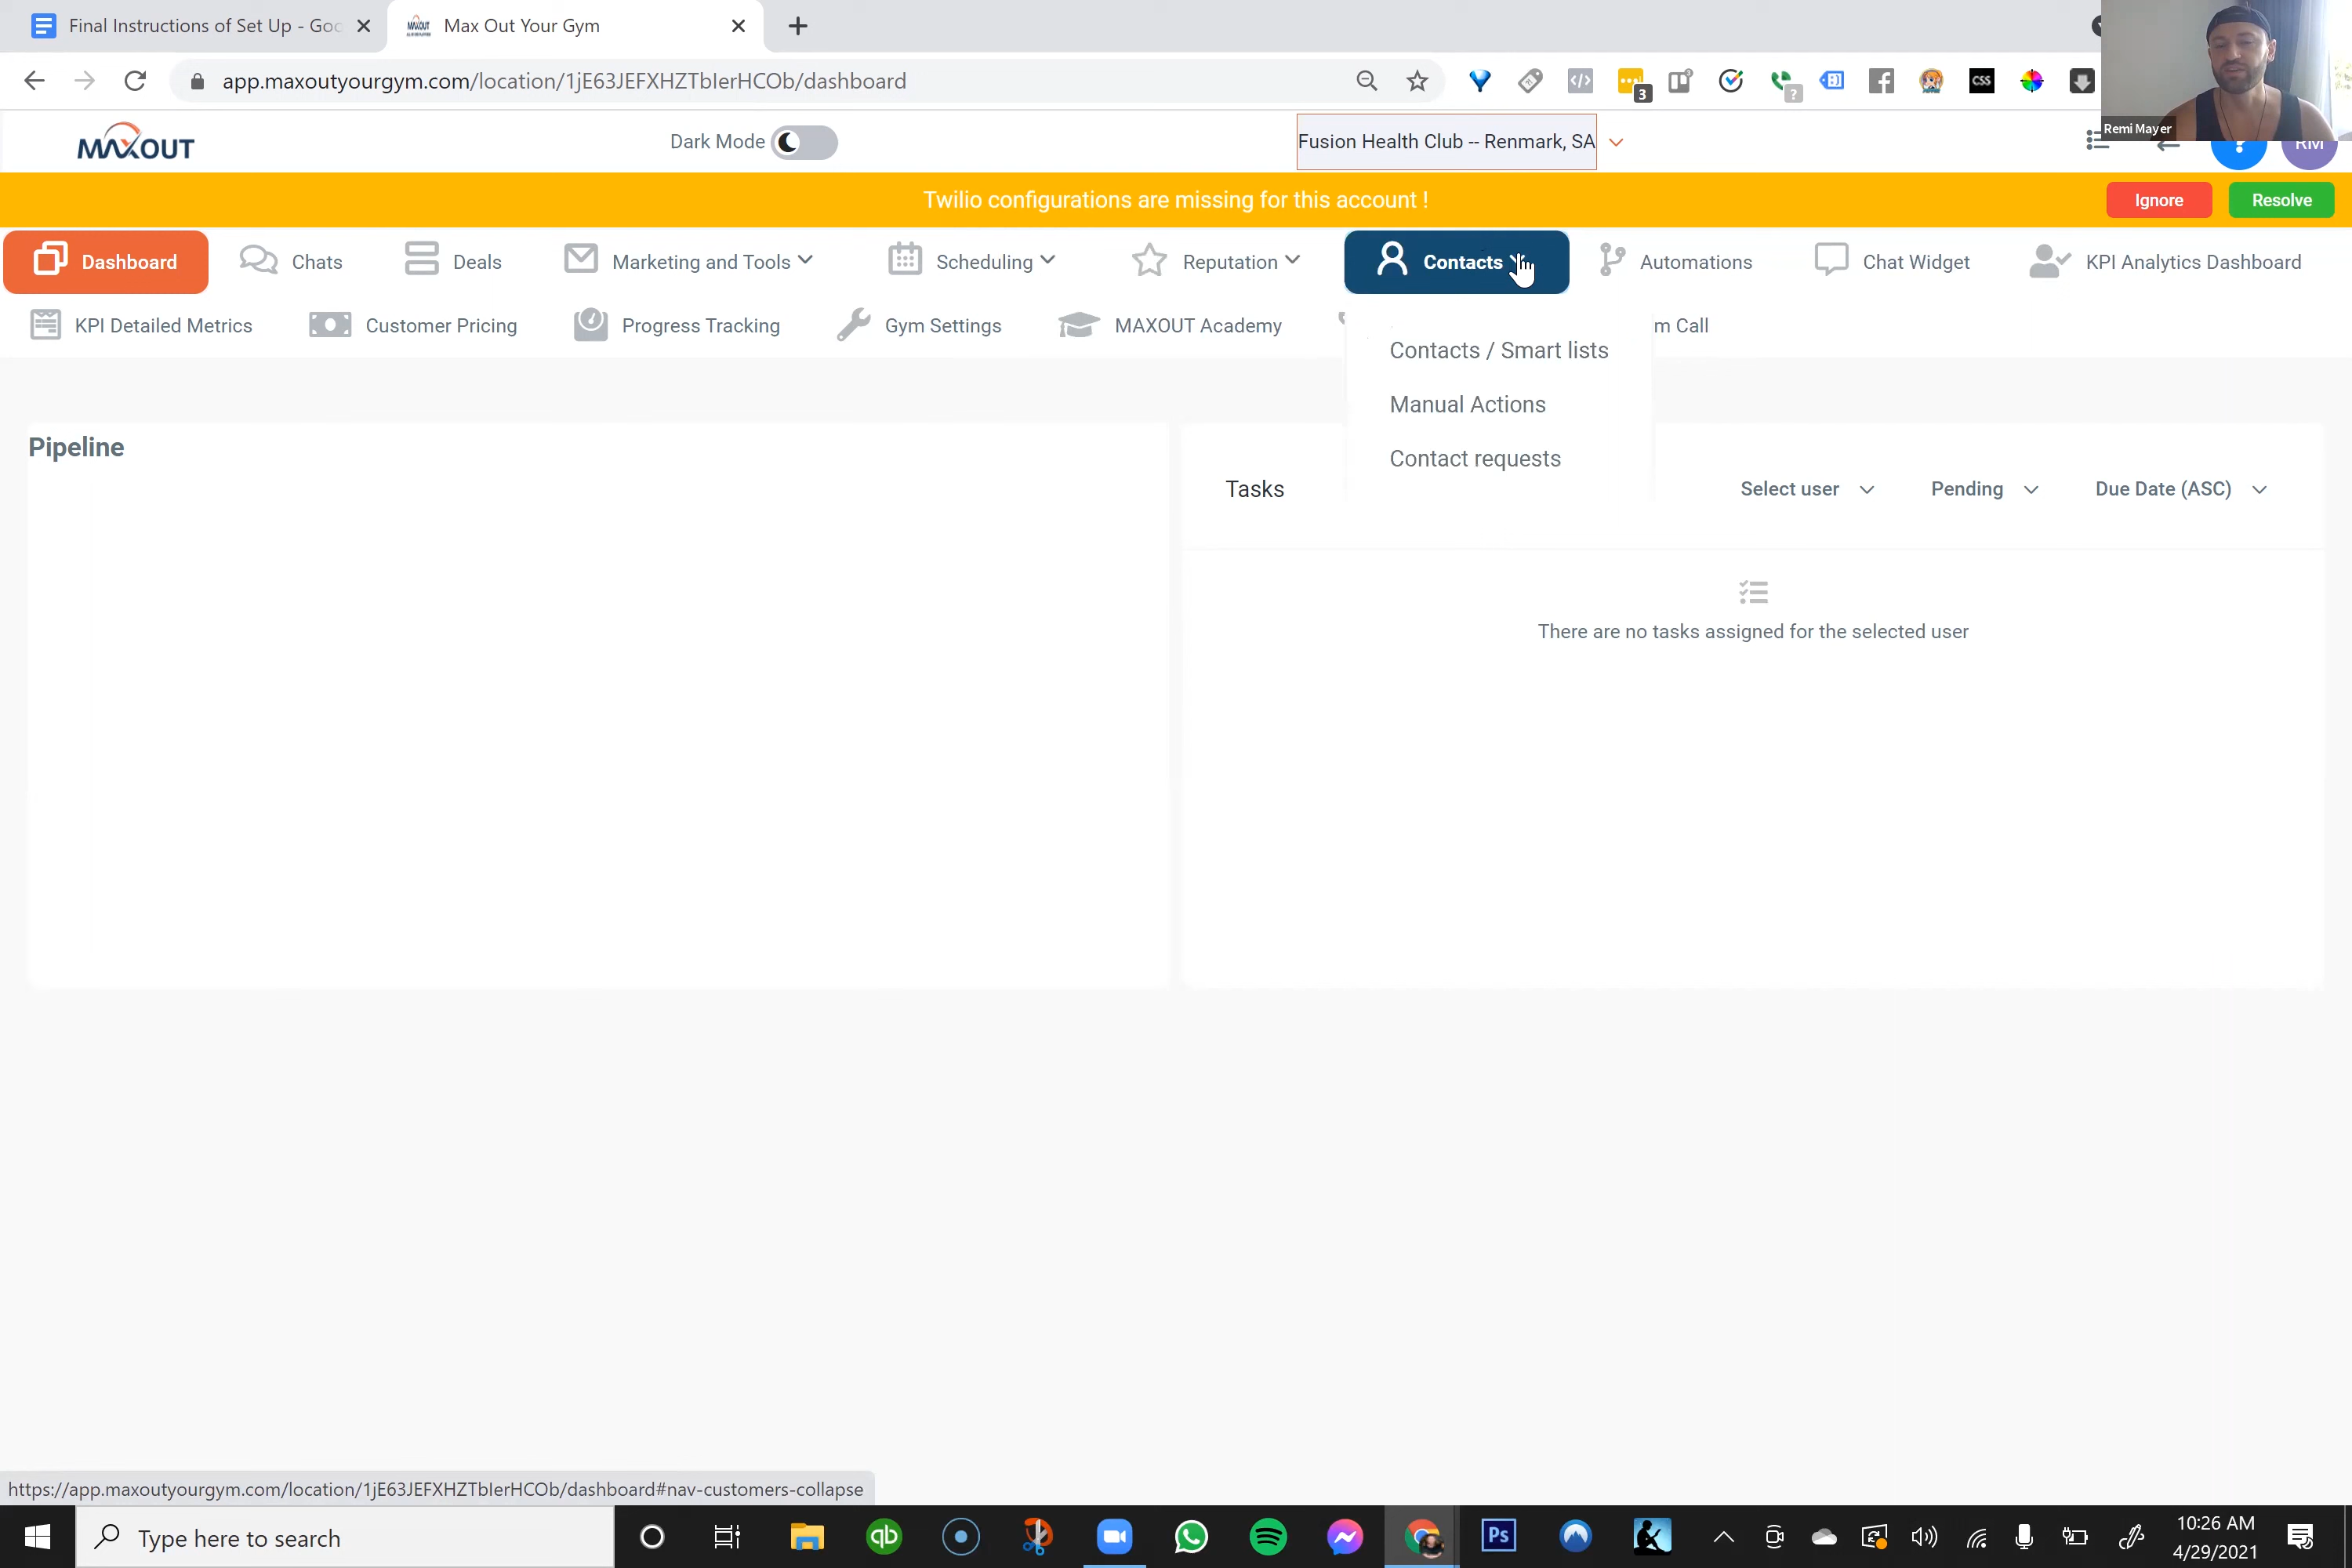 Final Instructions of Set Up - Goo
Max Out Your Gym
app.maxoutyourgym.com/location/1jE63JEFXHZTbIerHCOb/dashboard
3
?
CSS
Remi Mayer
MAXOUT
Dark Mode
Fusion Health Club -- Renmark, SA
?
RM
Twilio configurations are missing for this account !
Ignore
Resolve
Dashboard
Chats
Deals
Marketing and Tools
Scheduling
Reputation
Contacts
Automations
Chat Widget
KPI Analytics Dashboard
KPI Detailed Metrics
Customer Pricing
Progress Tracking
Gym Settings
MAXOUT Academy
m Call
Contacts / Smart lists
Manual Actions
Contact requests
Pipeline
Tasks
Select user
Pending
Due Date (ASC)
There are no tasks assigned for the selected user
https://app.maxoutyourgym.com/location/1jE63JEFXHZTbIerHCOb/dashboard#nav-customers-collapse
Type here to search
qb
Ps
10:26 AM
4/29/2021